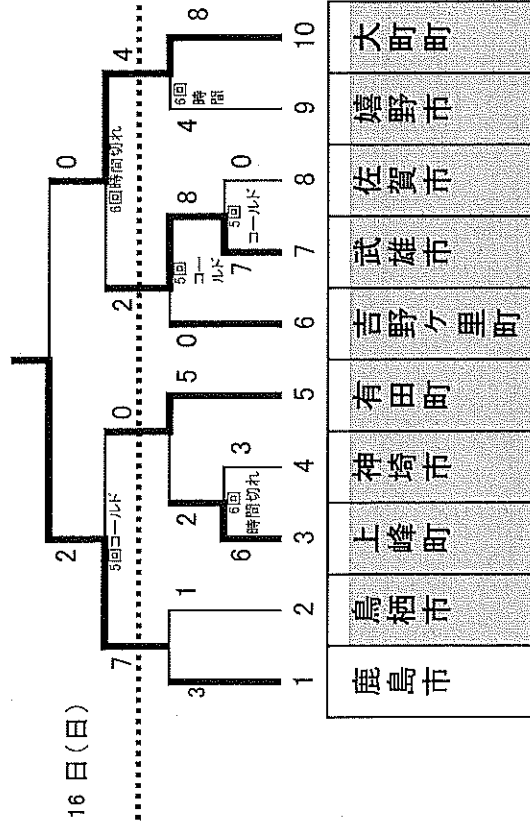 2
0
16日(日)
7
5回コールド
0
2
6回時間切れ
4
3
1
2
5
0
5回
コールド
8
4
6回
時間
8
6
6回
時間切れ
3
7
5回
コールド
0
1
2
3
4
5
6
7
8
9
10
鹿島市
鳥栖市
上峰町
神埼市
有田町
吉野ヶ里町
武雄市
佐賀市
嬉野市
大町町